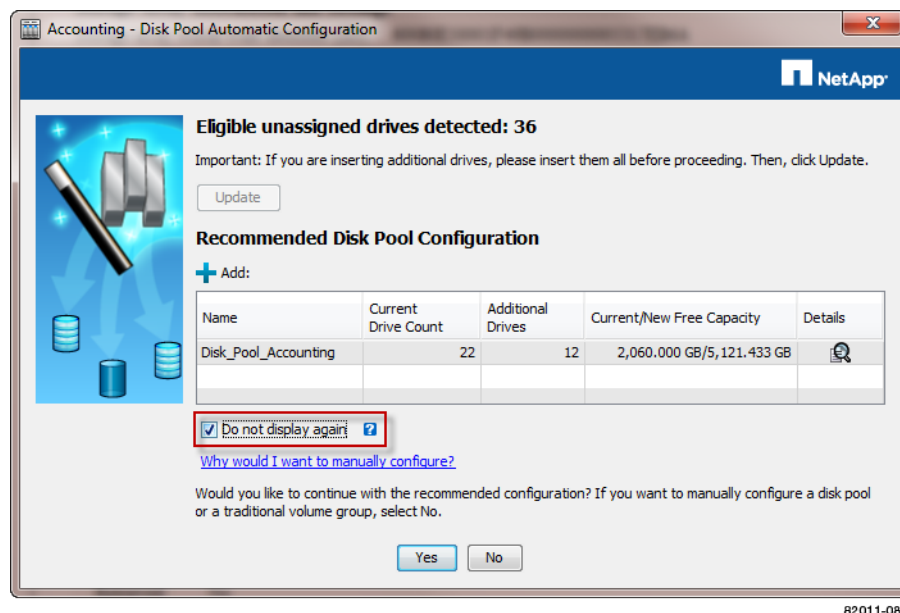 Accounting - Disk Pool Automatic Configuration
X
NetApp
Eligible unassigned drives detected: 36
Important: If you are inserting additional drives, please insert them all before proceeding. Then, click Update.
Update
Recommended Disk Pool Configuration
Add:
Name Current Drive Count Additional Drives Current/New Free Capacity Details
Disk_Pool_Accounting 22 12 2,060.000 GB/5,121.433 GB
Do not display again ?
Why would I want to manually configure?
Would you like to continue with the recommended configuration? If you want to manually configure a disk pool
or a traditional volume group, select No.
Yes No
82011-08